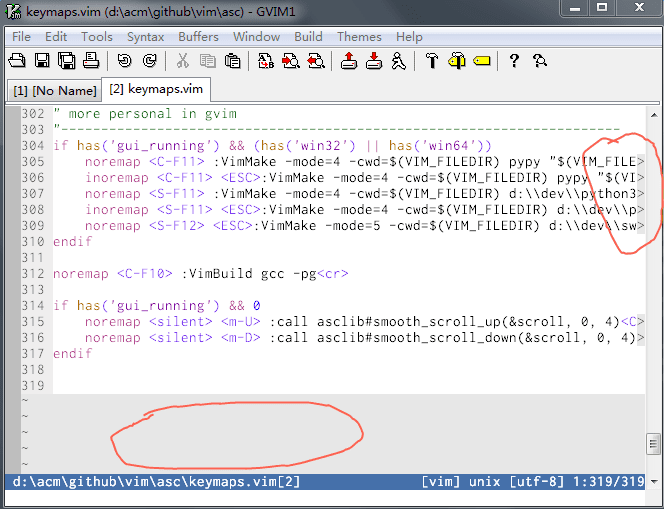 keymaps.vim (d:\acm\github\vim\asc) - GVIM1
File Edit Tools Syntax Buffers Window Build Themes Help
[1] [No Name] [2] keymaps.vim
302 " more personal in gvim
303 "----------------------------------------------------------------------
304 if has('gui_running') && (has('win32') || has('win64'))
305     noremap <C-F11> :VimMake -mode=4 -cwd=$(VIM_FILEDIR) pypy "$(VIM_FILE>
306     inoremap <C-F11> <ESC>:VimMake -mode=4 -cwd=$(VIM_FILEDIR) pypy "$(VI>
307     noremap <S-F11> :VimMake -mode=4 -cwd=$(VIM_FILEDIR) d:\\dev\\python3>
308     inoremap <S-F11> <ESC>:VimMake -mode=4 -cwd=$(VIM_FILEDIR) d:\\dev\\p>
309     noremap <S-F12> <ESC>:VimMake -mode=5 -cwd=$(VIM_FILEDIR) d:\\dev\\sw>
310 endif
311
312 noremap <C-F10> :VimBuild gcc -pg<cr>
313
314 if has('gui_running') && 0
315     noremap <silent> <m-U> :call asclib#smooth_scroll_up(&scroll, 0, 4)<C>
316     noremap <silent> <m-D> :call asclib#smooth_scroll_down(&scroll, 0, 4)>
317 endif
318
319
~
~
~
~
~
d:\acm\github\vim\asc\keymaps.vim[2] [vim] unix [utf-8] 1:319/319